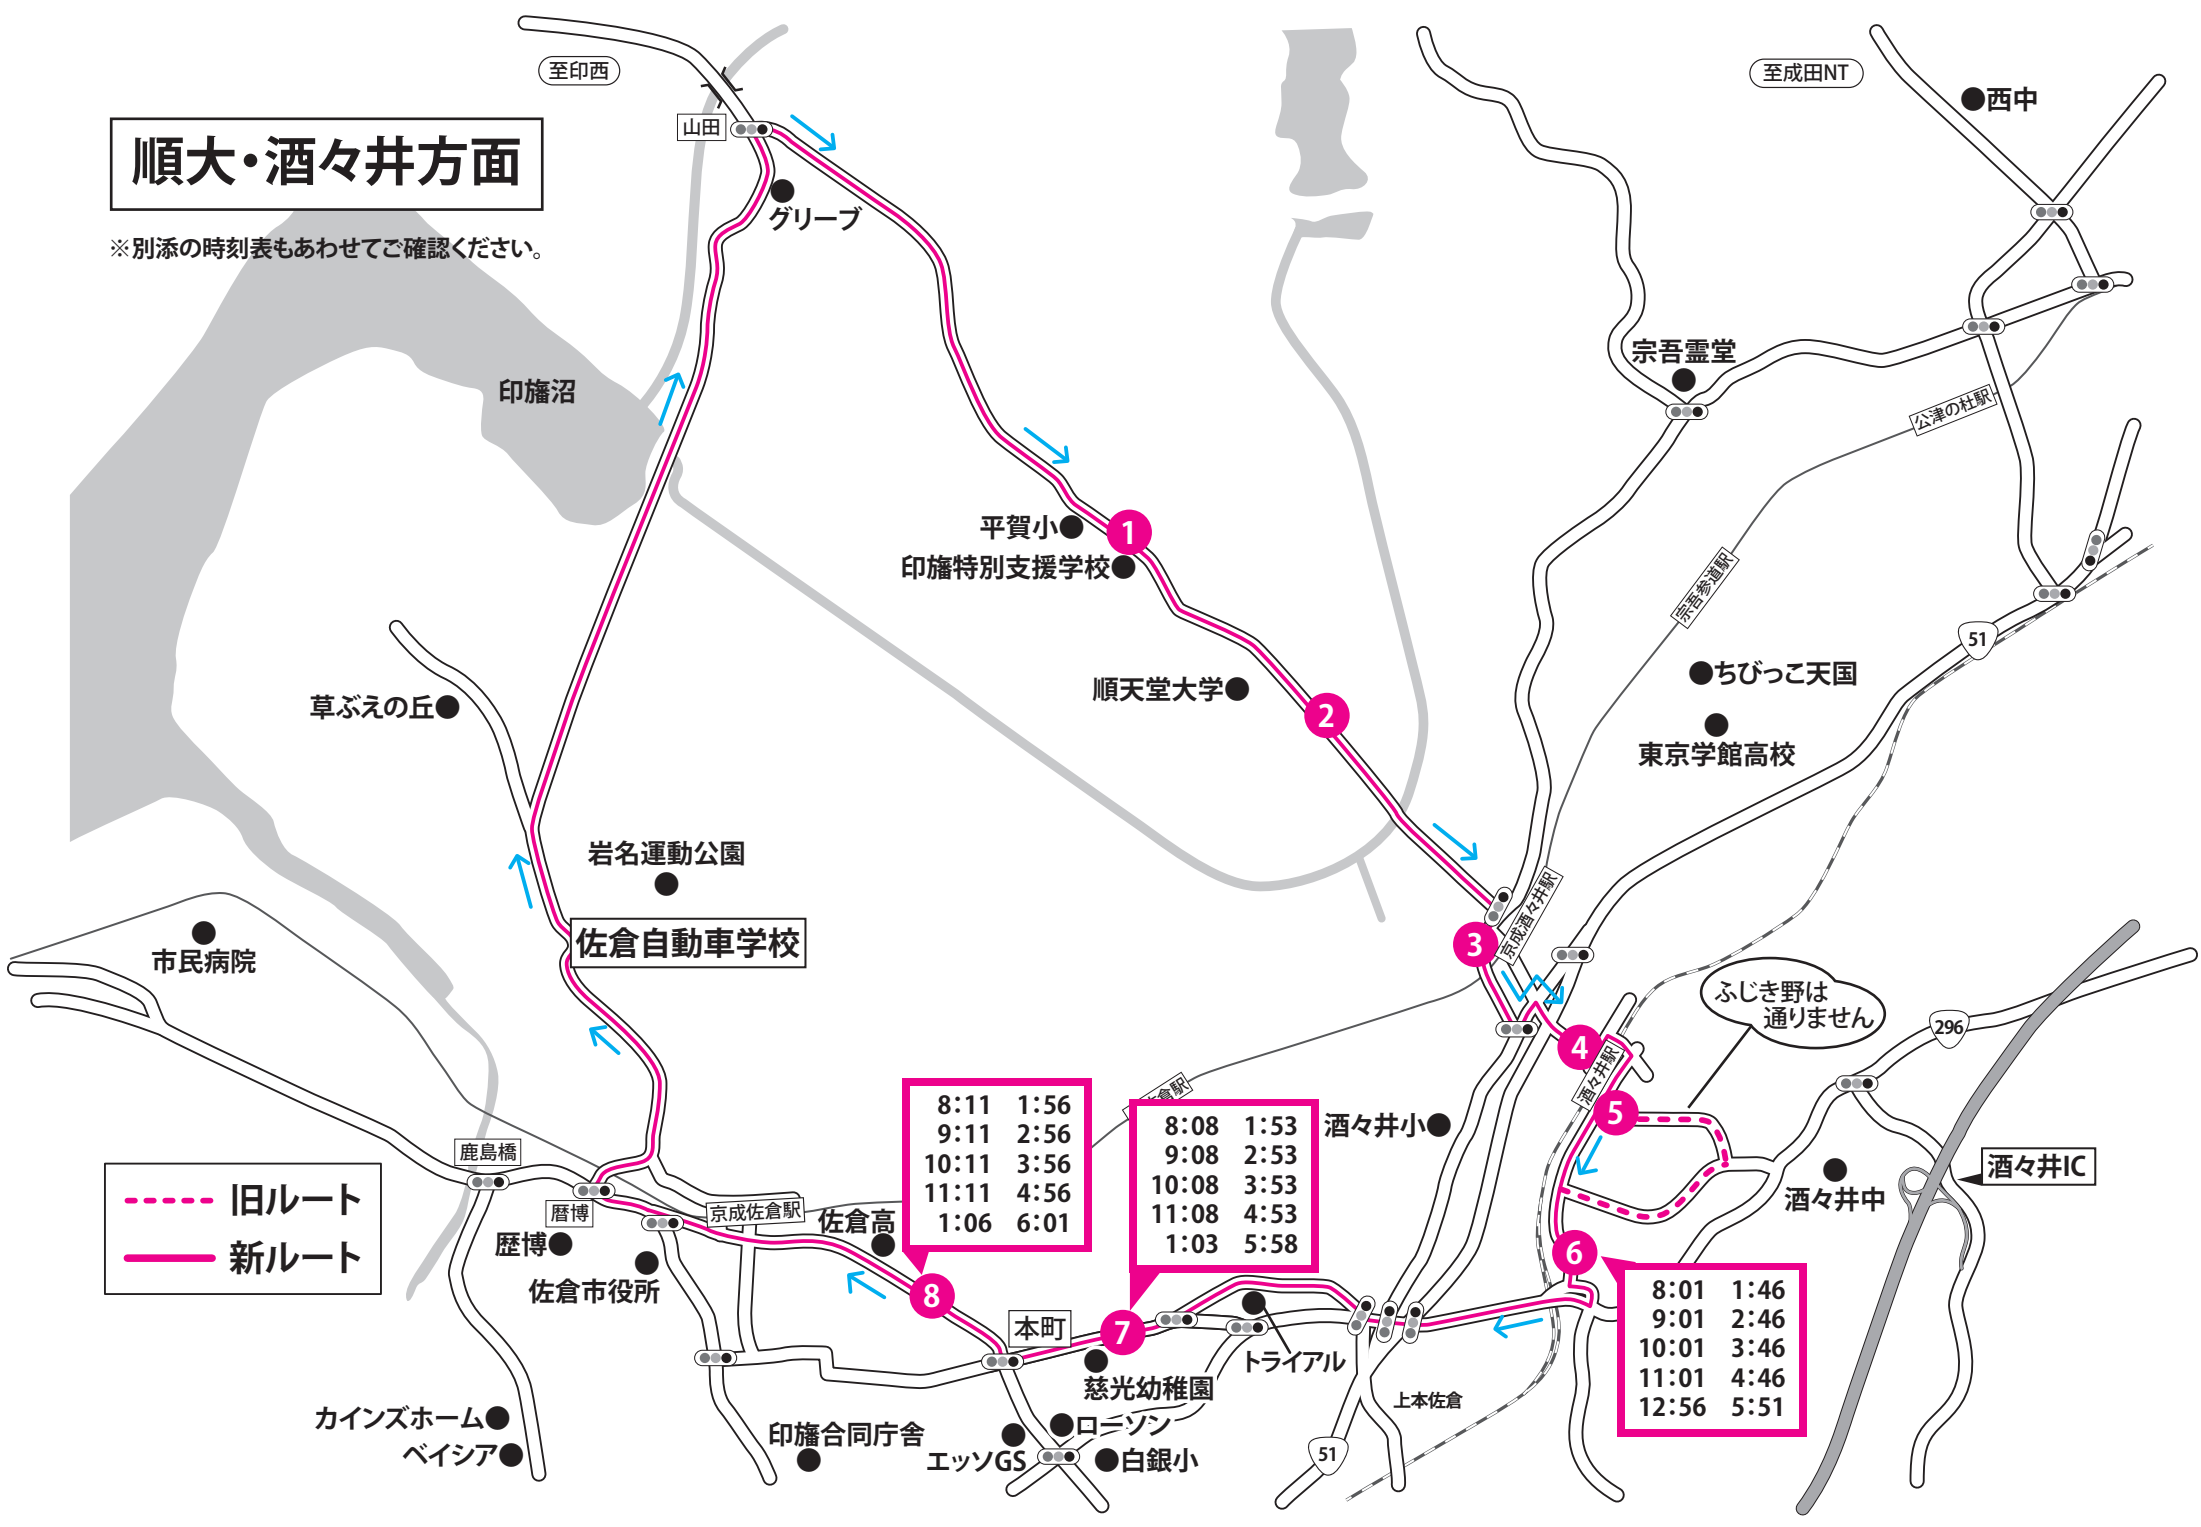 至印西
至成田NT
西中
山田
順大・酒々井方面
※別添の時刻表もあわせてご確認ください。
グリーブ
宗吾霊堂
印旛沼
公津の杜駅
平賀小
1
印旛特別支援学校
宗吾参道駅
51
ちびっこ天国
順天堂大学
2
草ぶえの丘
東京学館高校
岩名運動公園
京成酒々井駅
佐倉自動車学校
3
市民病院
ふじき野は
通りません
296
4
酒々井駅
5
倉駅
8:11 1:56
9:11 2:56
10:11 3:56
11:11 4:56
1:06 6:01
8:08 1:53
9:08 2:53
10:08 3:53
11:08 4:53
1:03 5:58
酒々井小
鹿島橋
酒々井IC
酒々井中
旧ルート
新ルート
暦博
京成佐倉駅
佐倉高
歴博
佐倉市役所
6
8:01 1:46
9:01 2:46
10:01 3:46
11:01 4:46
12:56 5:51
8
本町
7
トライアル
慈光幼稚園
上本佐倉
カインズホーム
ベイシア
印旛合同庁舎
ローソン
エッソGS
白銀小
51